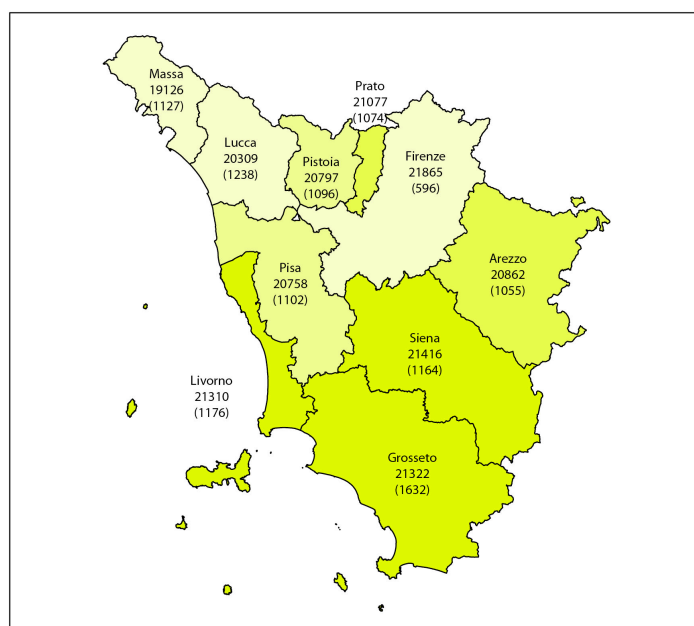 Massa
19126
(1127)
Prato
21077
(1074)
Lucca
20309
(1238)
Pistoia
20797
(1096)
Firenze
21865
(596)
Arezzo
20862
(1055)
Pisa
20758
(1102)
Siena
21416
(1164)
Livorno
21310
(1176)
Grosseto
21322
(1632)